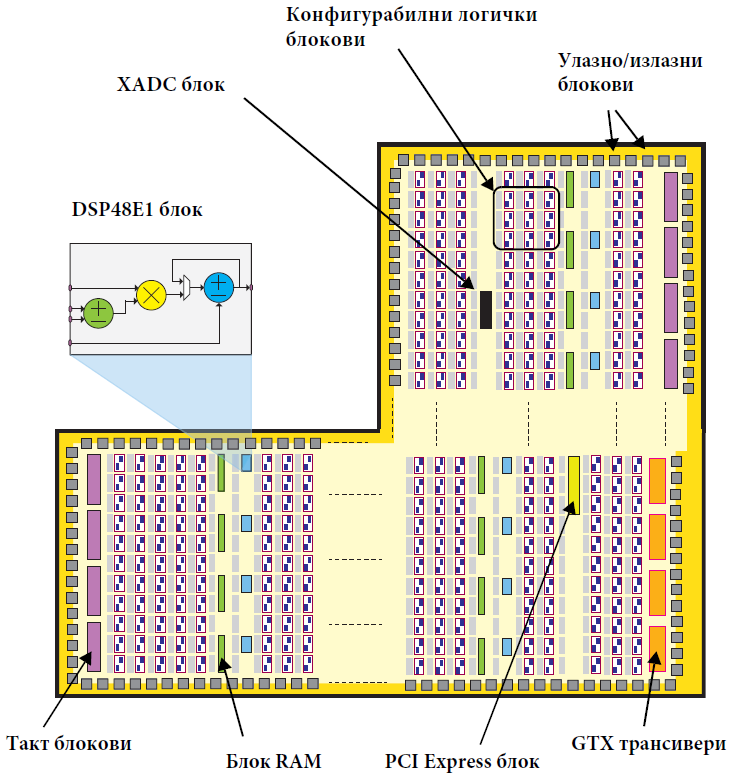 Конфигурабилни логички
блокови
Улазно/излазни
блокови
XADC блок
DSP48E1 блок
Такт блокови
Блок RAM
PCI Express блок
GTX трансивери